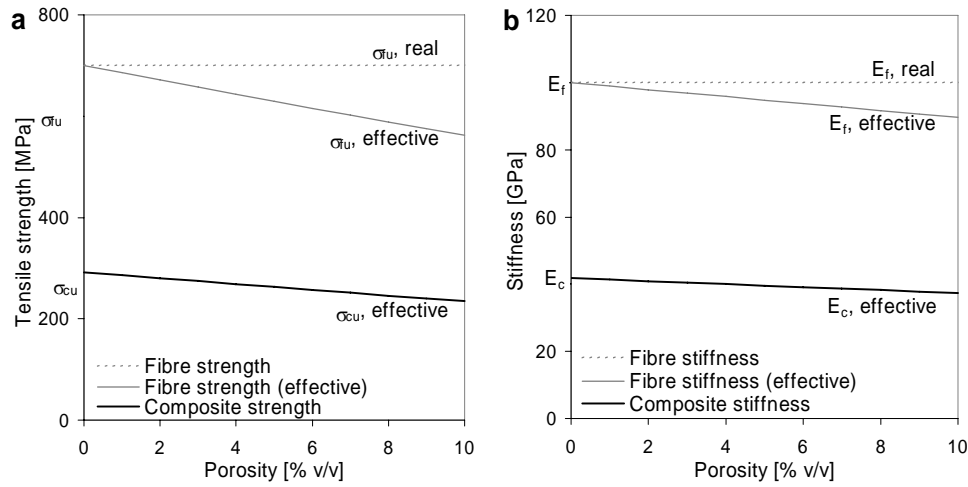 a
800
σfu, real
σfu
σfu, effective
400
σcu
200
σcu, effective
Fibre strength
Fibre strength (effective)
Composite strength
0
0 2 4 6 8 10
Porosity [% v/v]
Tensile strength [MPa]
b
120
100
Ef, real
Ef
Ef, effective
80
60
Ec
40
Ec, effective
20
Fibre stiffness
Fibre stiffness (effective)
Composite stiffness
0
0 2 4 6 8 10
Porosity [% v/v]
Stiffness [GPa]